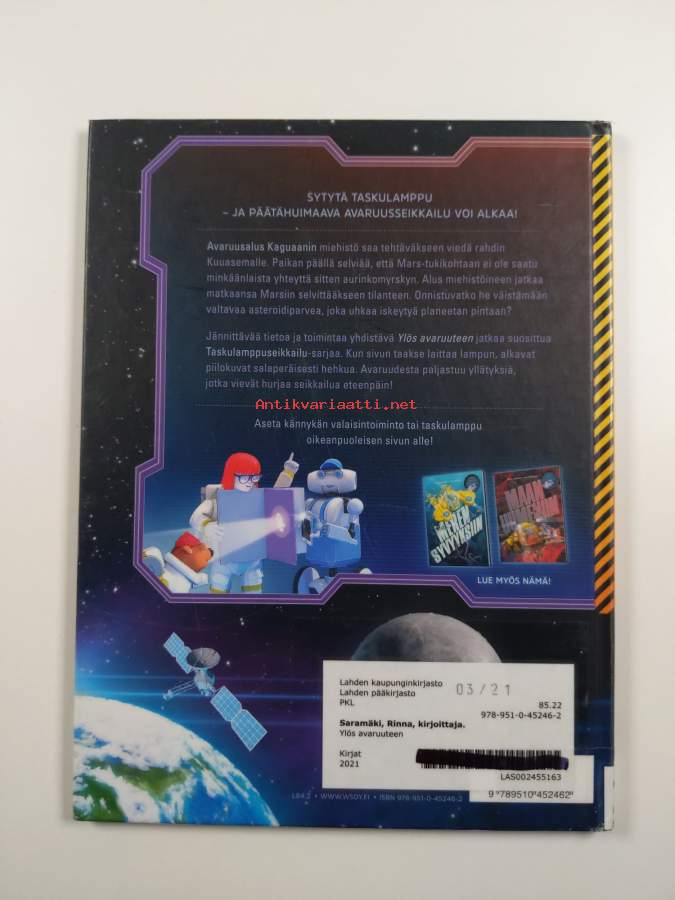 SYTYTÄ TASKULAMPPU
– JA PÄÄTÄHUIMAAVA AVARUUSSEIKKAILU VOI ALKAA!
Avaruusalus Kaguaanin miehistö saa tehtäväkseen viedä rahdin
Kuuasemalle. Paikan päällä selviää, että Mars-tukikohtaan ei ole saatu
minkäänlaista yhteyttä sitten aurinkomyrskyn. Alus miehistöineen jatkaa
matkaansa Marsiin selvittääkseen tilanteen. Onnistuvatko he väistämään
valtavaa asteroidiparvea, joka uhkaa iskeytyä planeetan pintaan?
Jännittävää tietoa ja toimintaa yhdistävä Ylös avaruuteen jatkaa suosittua
Taskulamppuseikkailu-sarjaa. Kun sivun taakse laittaa lampun, alkavat
piilokuvat salaperäisesti hehkua. Avaruudesta paljastuu yllätyksiä,
jotka vievät hurjaa seikkailua eteenpäin!
Antikvariaatti.net
Aseta kännykän valaisintoiminto tai taskulamppu
oikeanpuoleisen sivun alle!
MEREN
SYVYYKSIIN
MAAN
LUE MYÖS NÄMÄ!
Lahden kaupunginkirjasto
Lahden pääkirjasto
PKL
03/21
85.22
978-951-0-45246-2
Saramäki, Rinna, kirjoittaja.
Ylös avaruuteen
Kirjat
2021
LAS002455163
L84.2 • WWW.WSOY.FI • ISBN 978-951-0-45246-2
9 789510 452462